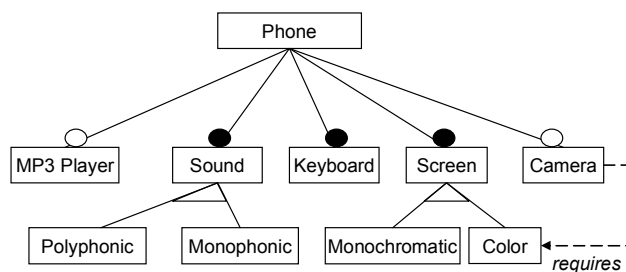 Phone
MP3 Player
Sound
Keyboard
Screen
Camera
Polyphonic
Monophonic
Monochromatic
Color
requires